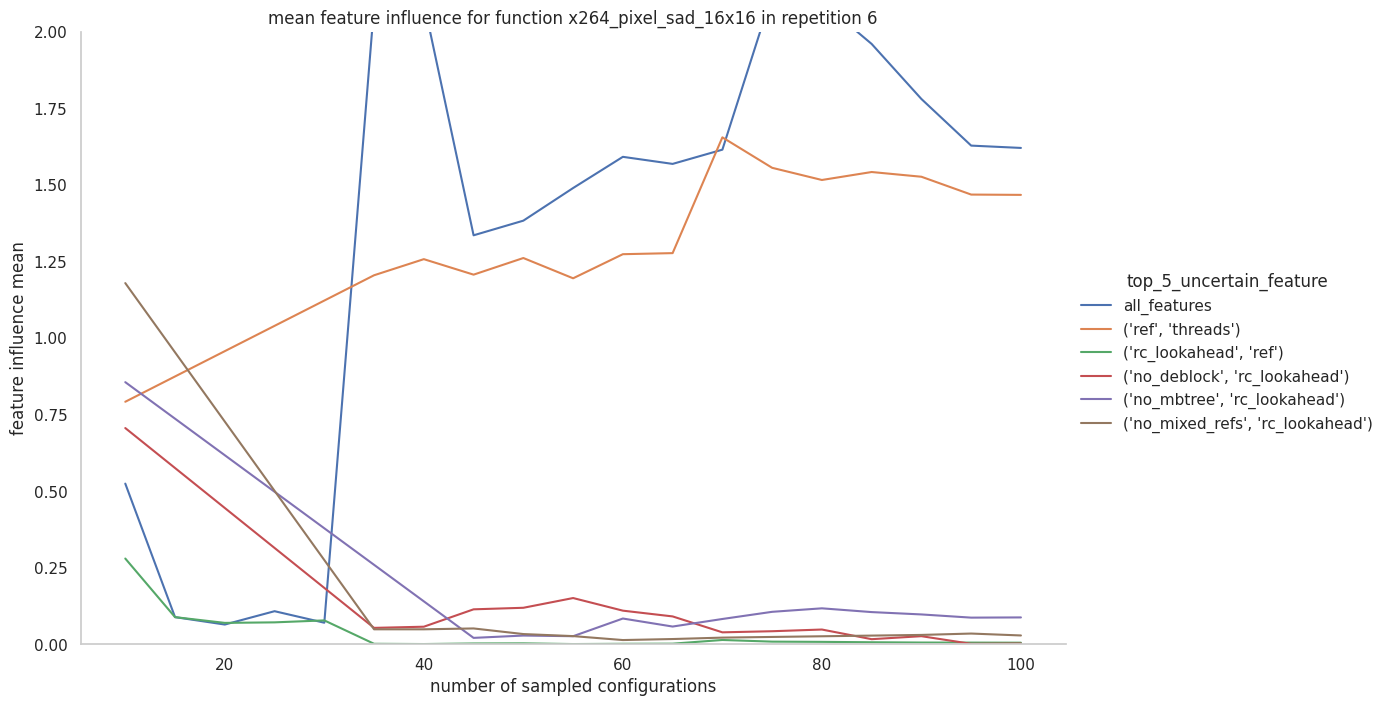 mean feature influence for function x264_pixel_sad_16x16 in repetition 6
2.00
1.75
1.50
1.25
1.00
0.75
0.50
0.25
0.00
feature influence mean
20
40
60
80
100
number of sampled configurations
top_5_uncertain_feature
all_features
('ref', 'threads')
('rc_lookahead', 'ref')
('no_deblock', 'rc_lookahead')
('no_mbtree', 'rc_lookahead')
('no_mixed_refs', 'rc_lookahead')